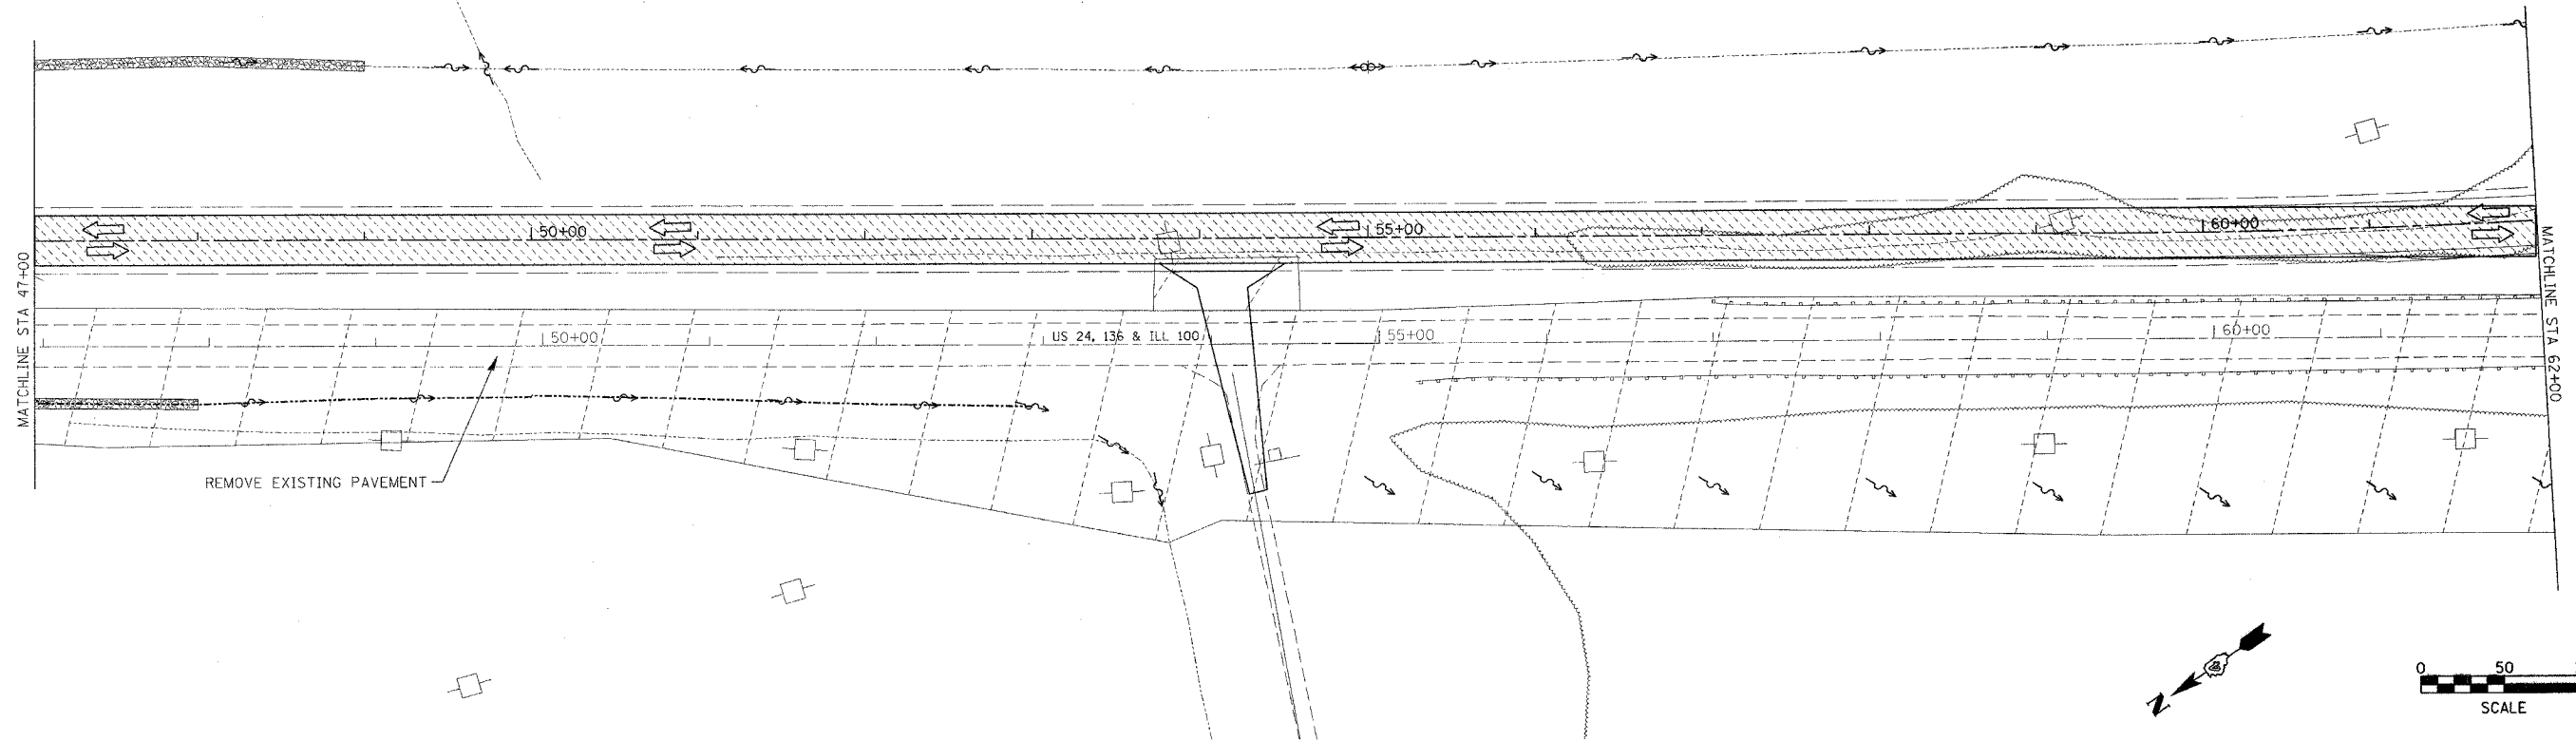 MATCHLINE STA 47+00
50+00
55+00
60+00
MATCHLINE STA 62+00
50+00
US 24, 136 & ILL 100
55+00
60+00
REMOVE EXISTING PAVEMENT
N
0 50
SCALE